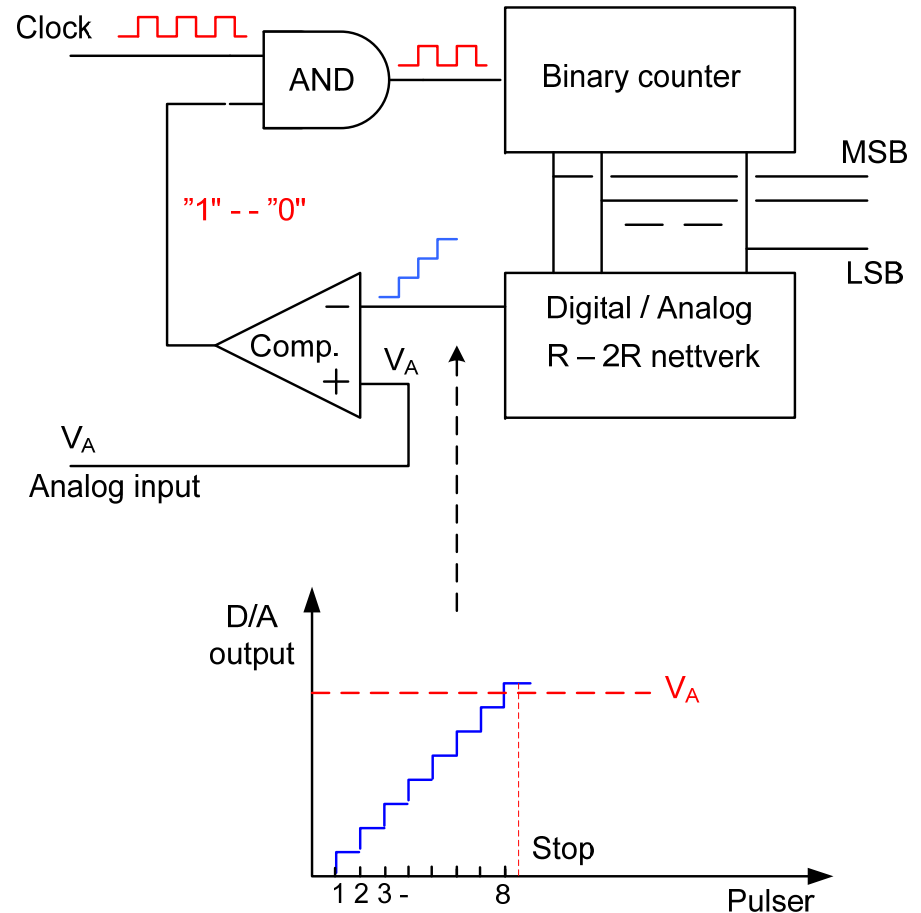 Clock
AND
Binary counter
MSB
”1" - - ”0"
LSB
Digital / Analog
R – 2R nettverk
–
Comp.
+
VA
VA
Analog input
D/A
output
VA
Stop
1 2 3 - 8
Pulser